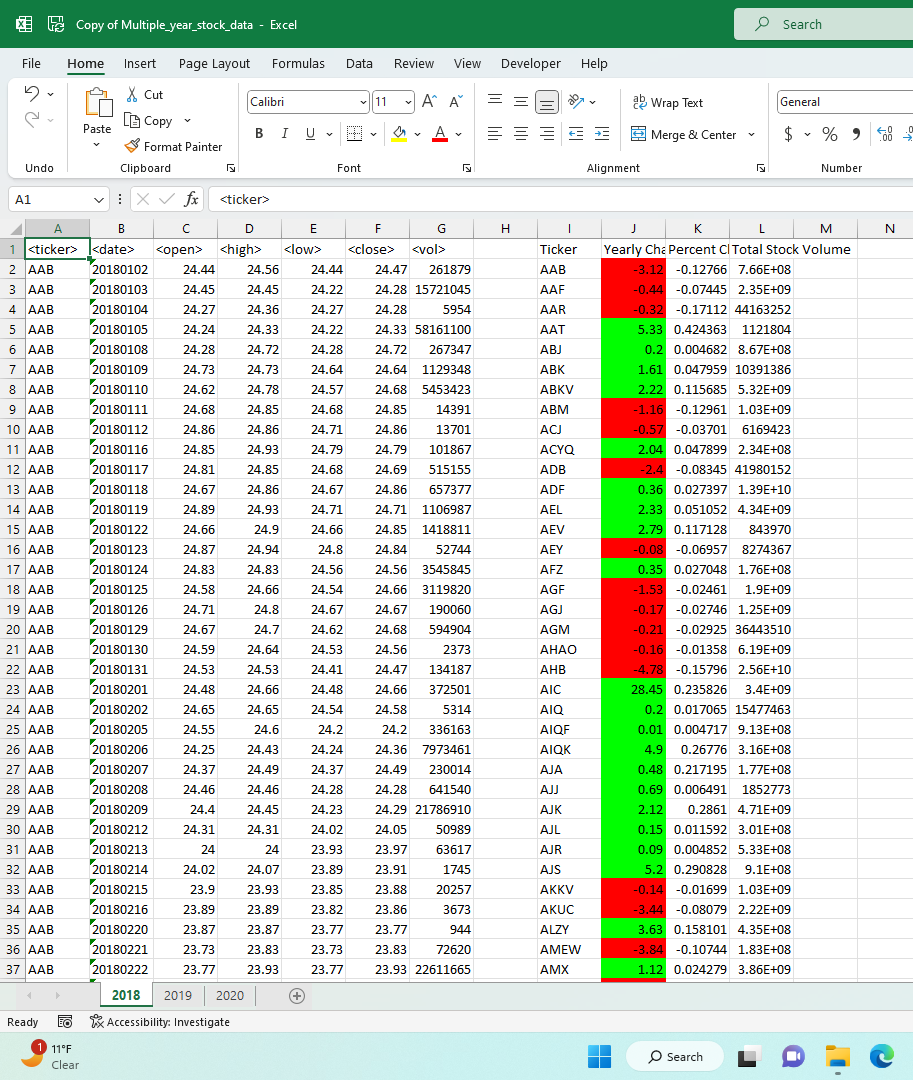 Copy of Multiple_year_stock_data - Excel
Search
File Home Insert Page Layout Formulas Data Review View Developer Help
Cut
Calibri 11 A^ A˅ ab Wrap Text General
Paste Copy
B I U A Merge & Center $ % 9 .00
Format Painter
Undo Clipboard Font Alignment Number
A1 fx <ticker>
A B C D E F G H I J K L M N
1 <ticker> <date> <open> <high> <low> <close> <vol> Ticker Yearly Cha Percent Cl Total Stock Volume
2 AAB 20180102 24.44 24.56 24.44 24.47 261879 AAB -3.12 -0.12766 7.66E+08
3 AAB 20180103 24.45 24.45 24.22 24.28 15721045 AAF -0.44 -0.07445 2.35E+09
4 AAB 20180104 24.27 24.36 24.27 24.28 5954 AAR -0.32 -0.17112 44163252
5 AAB 20180105 24.24 24.33 24.22 24.33 58161100 AAT 5.33 0.424363 1121804
6 AAB 20180108 24.28 24.72 24.28 24.72 267347 ABJ 0.2 0.004682 8.67E+08
7 AAB 20180109 24.73 24.73 24.64 24.64 1129348 ABK 1.61 0.047959 10391386
8 AAB 20180110 24.62 24.78 24.57 24.68 5453423 ABKV 2.22 0.115685 5.32E+09
9 AAB 20180111 24.68 24.85 24.68 24.85 14391 ABM -1.16 -0.12961 1.03E+09
10 AAB 20180112 24.86 24.86 24.71 24.86 13701 ACJ -0.57 -0.03701 6169423
11 AAB 20180116 24.85 24.93 24.79 24.79 101867 ACYQ 2.04 0.047899 2.34E+08
12 AAB 20180117 24.81 24.85 24.68 24.69 515155 ADB -2.4 -0.08345 41980152
13 AAB 20180118 24.67 24.86 24.67 24.86 657377 ADF 0.36 0.027397 1.39E+10
14 AAB 20180119 24.89 24.93 24.71 24.71 1106987 AEL 2.33 0.051052 4.34E+09
15 AAB 20180122 24.66 24.9 24.66 24.85 1418811 AEV 2.79 0.117128 843970
16 AAB 20180123 24.87 24.94 24.8 24.84 52744 AEY -0.08 -0.06957 8274367
17 AAB 20180124 24.83 24.83 24.56 24.56 3545845 AFZ 0.35 0.027048 1.76E+08
18 AAB 20180125 24.58 24.66 24.54 24.66 3119820 AGF -1.53 -0.02461 1.9E+09
19 AAB 20180126 24.71 24.8 24.67 24.67 190060 AGJ -0.17 -0.02746 1.25E+09
20 AAB 20180129 24.67 24.7 24.62 24.68 594904 AGM -0.21 -0.02925 36443510
21 AAB 20180130 24.59 24.64 24.53 24.56 2373 AHAO -0.16 -0.01358 6.19E+09
22 AAB 20180131 24.53 24.53 24.41 24.47 134187 AHB -4.78 -0.15796 2.56E+10
23 AAB 20180201 24.48 24.66 24.48 24.66 372501 AIC 28.45 0.235826 3.4E+09
24 AAB 20180202 24.65 24.65 24.54 24.58 5314 AIQ 0.2 0.017065 15477463
25 AAB 20180205 24.55 24.6 24.2 24.2 336163 AIQF 0.01 0.004717 9.13E+08
26 AAB 20180206 24.25 24.43 24.24 24.36 7973461 AIQK 4.9 0.26776 3.16E+08
27 AAB 20180207 24.37 24.49 24.37 24.49 230014 AJA 0.48 0.217195 1.77E+08
28 AAB 20180208 24.46 24.46 24.28 24.28 641540 AJJ 0.69 0.006491 1852773
29 AAB 20180209 24.4 24.45 24.23 24.29 21786910 AJK 2.12 0.2861 4.71E+09
30 AAB 20180212 24.31 24.31 24.02 24.05 50989 AJL 0.15 0.011592 3.01E+08
31 AAB 20180213 24 24 23.93 23.97 63617 AJR 0.09 0.004852 5.33E+08
32 AAB 20180214 24.02 24.07 23.89 23.91 1745 AJS 5.2 0.290828 9.1E+08
33 AAB 20180215 23.9 23.93 23.85 23.88 20257 AKKV -0.14 -0.01699 1.03E+09
34 AAB 20180216 23.89 23.89 23.82 23.86 3673 AKUC -3.44 -0.08079 2.22E+09
35 AAB 20180220 23.87 23.87 23.77 23.77 944 ALZY 3.63 0.158101 4.35E+08
36 AAB 20180221 23.73 23.83 23.73 23.83 72620 AMEW -3.84 -0.10744 1.83E+08
37 AAB 20180222 23.77 23.93 23.77 23.93 22611665 AMX 1.12 0.024279 3.86E+09
2018 2019 2020
Ready Accessibility: Investigate
1 11°F
Clear
Search